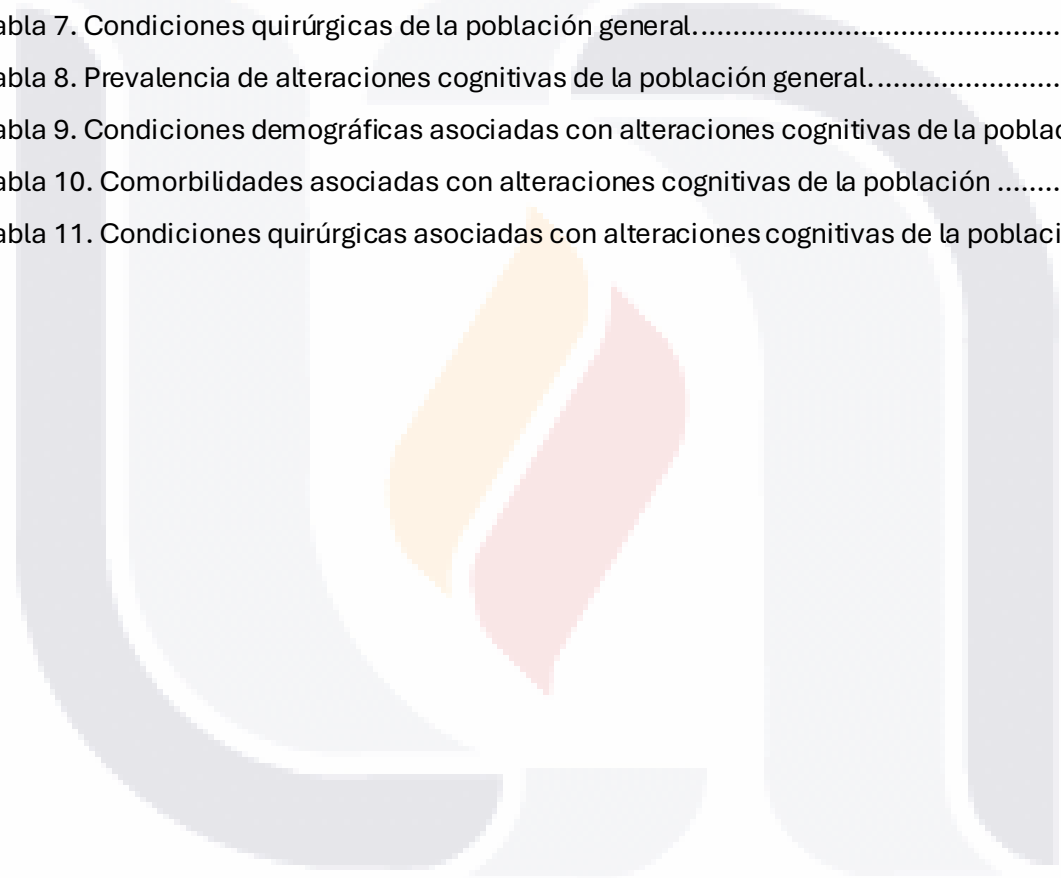 abla 7. Condiciones quirúrgicas de la población general.......................................
abla 8. Prevalencia de alteraciones cognitivas de la población general....................
abla 9. Condiciones demográficas asociadas con alteraciones cognitivas de la poblac
abla 10. Comorbilidades asociadas con alteraciones cognitivas de la población ........
abla 11. Condiciones quirúrgicas asociadas con alteraciones cognitivas de la poblaci